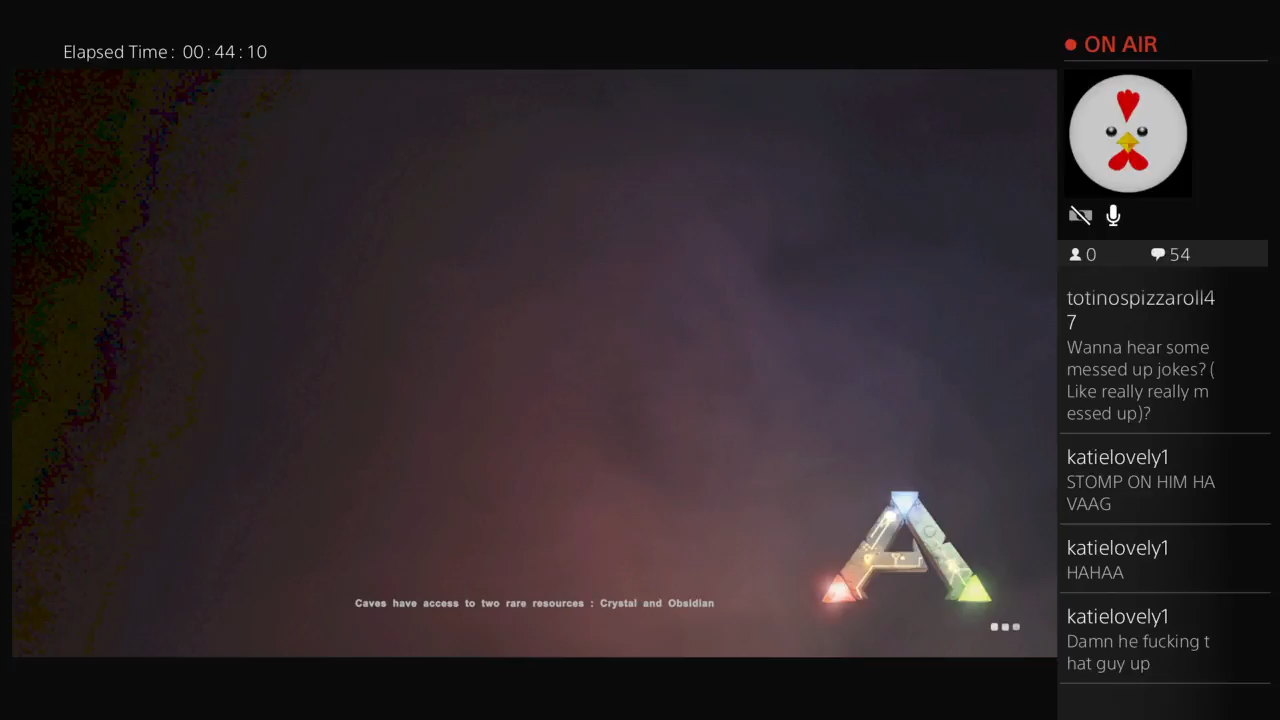 Elapsed Time: 00:44:10
ON AIR
0
54
totinospizzaroll4
7
Wanna hear some
messed up jokes? (
Like really really m
essed up)?
katielovely1
STOMP ON HIM HA
VAAG
katielovely1
HAHAA
katielovely1
Damn he fucking t
hat guy up
Caves have access to two rare resources : Crystal and Obsidian